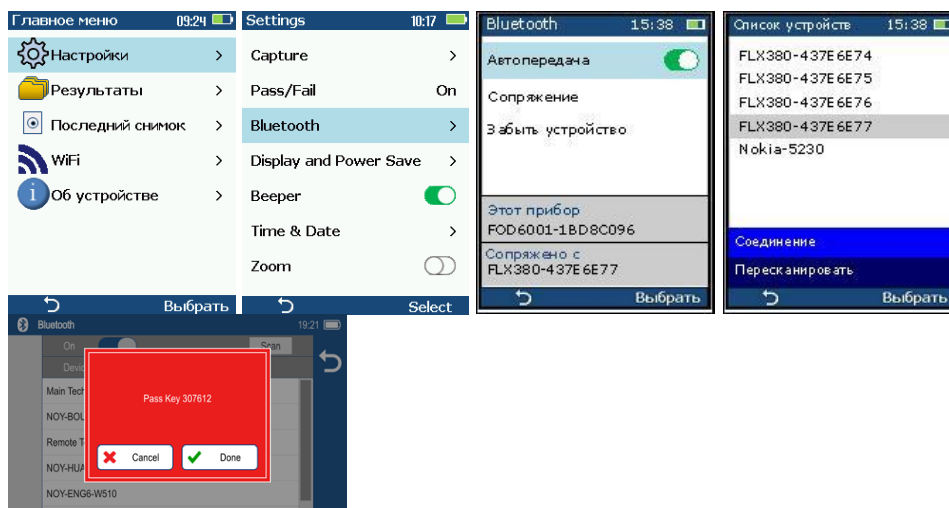 Главное меню 09:24
Настройки
Результаты
Последний снимок
WiFi
Об устройстве
Выбрать
Settings 10:17
Capture
Pass/Fail On
Bluetooth
Display and Power Save
Beeper
Time & Date
Zoom
Select
Bluetooth 15:38
Автопередача
Сопряжение
Забыть устройство
Этот прибор
FOD6001-1BD8C096
Сопряжено с
FLX380-437E6E77
Выбрать
Список устройств 15:38
FLX380-437E6E74
FLX380-437E6E75
FLX380-437E6E76
FLX380-437E6E77
Nokia-5230
Соединение
Пересканировать
Выбрать
Bluetooth 19:21
On Scan
Devic
Main Tech
Pass Key 307612
NOY-BOL
Remote T
Cancel Done
NOY-HUA
NOY-ENG6-W510